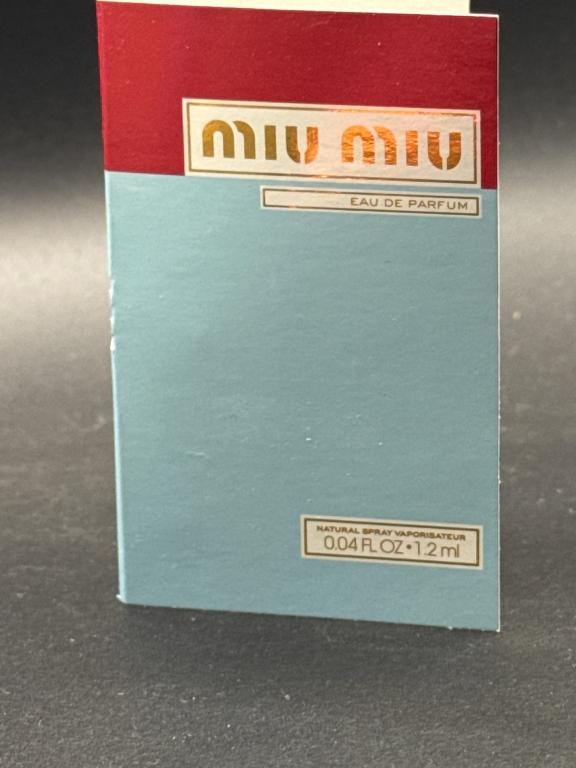 miu miu
EAU DE PARFUM
NATURAL SPRAY VAPORISATEUR
0.04 FL OZ • 1.2 ml